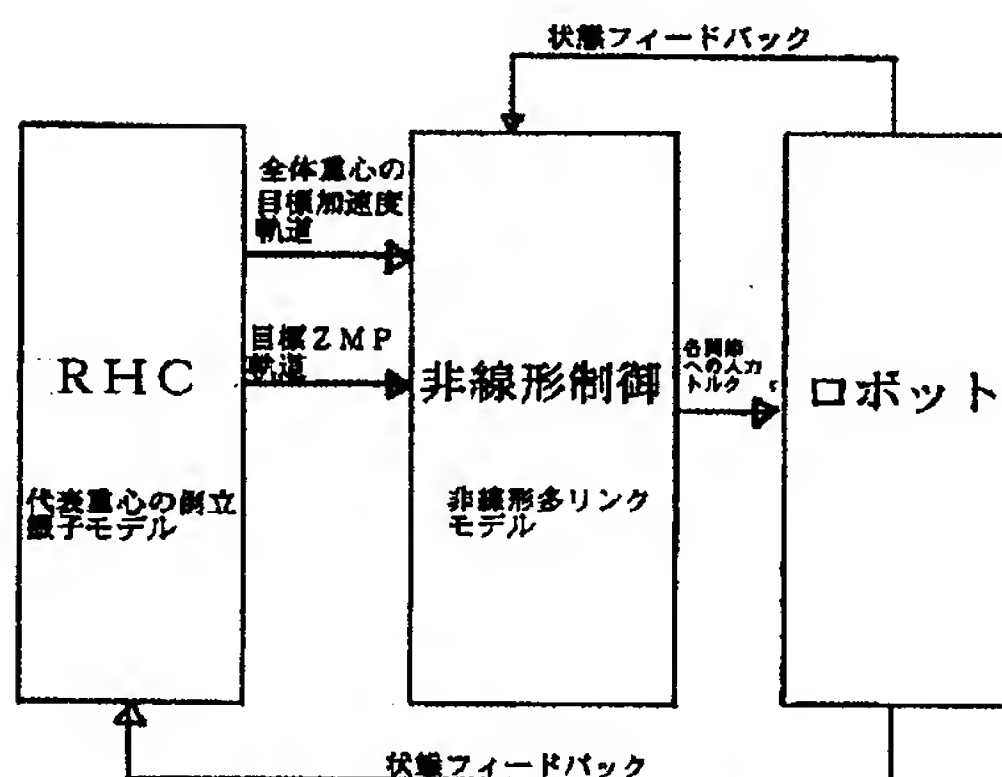 状態フィードバック
全体重心の
目標加速度
軌道
目標ZMP
軌道
RHC
非線形制御
各関節
への入力
トルク τ
ロボット
代表重心の倒立
振子モデル
非線形多リンク
モデル
状態フィードバック